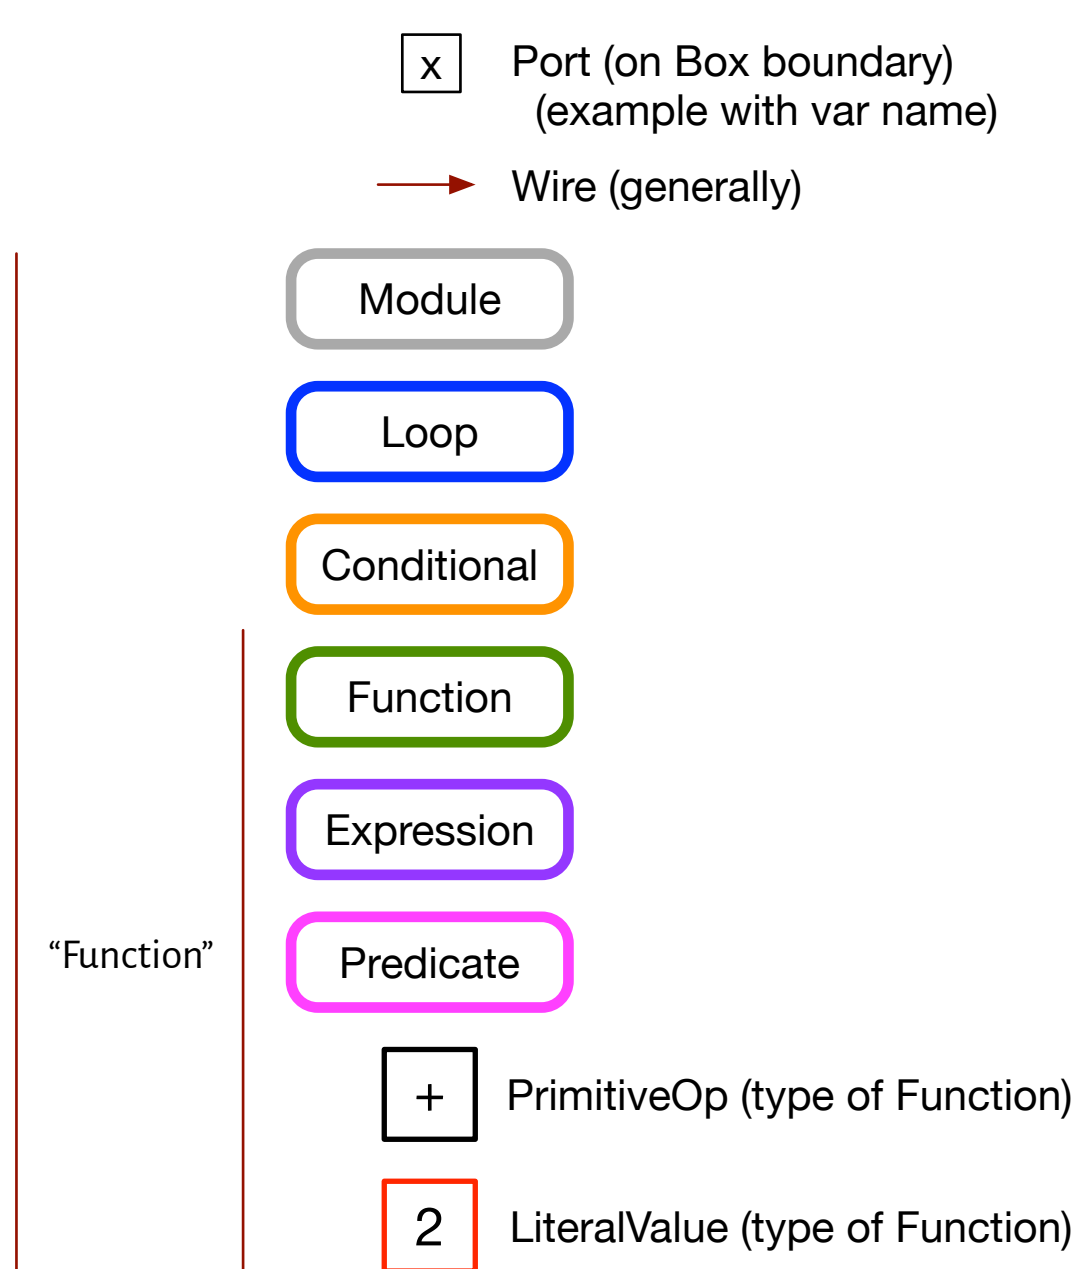 x Port (on Box boundary)
(example with var name)
Wire (generally)
Module
Loop
Conditional
Function
Expression
“Function” Predicate
+ PrimitiveOp (type of Function)
2 LiteralValue (type of Function)